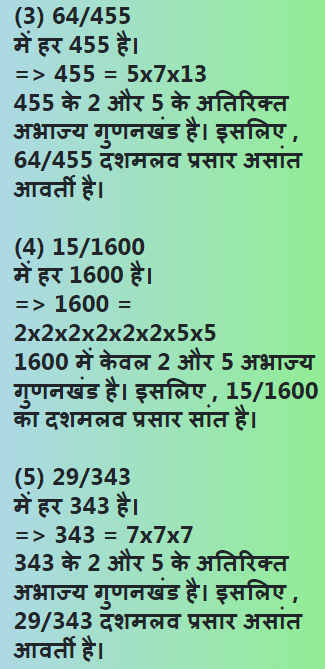 (3) 64/455
में हर 455 है।
=> 455 = 5x7x13
455 के 2 और 5 के अतिरिक्त
अभाज्य गुणनखंड है। इसलिए ,
64/455 दशमलव प्रसार असांत
आवर्ती है।
(4) 15/1600
में हर 1600 है।
=> 1600 =
2x2x2x2x2x2x5x5
1600 में केवल 2 और 5 अभाज्य
गुणनखंड है। इसलिए , 15/1600
का दशमलव प्रसार सांत है।
(5) 29/343
में हर 343 है।
=> 343 = 7x7x7
343 के 2 और 5 के अतिरिक्त
अभाज्य गुणनखंड है। इसलिए ,
29/343 दशमलव प्रसार असांत
आवर्ती है।